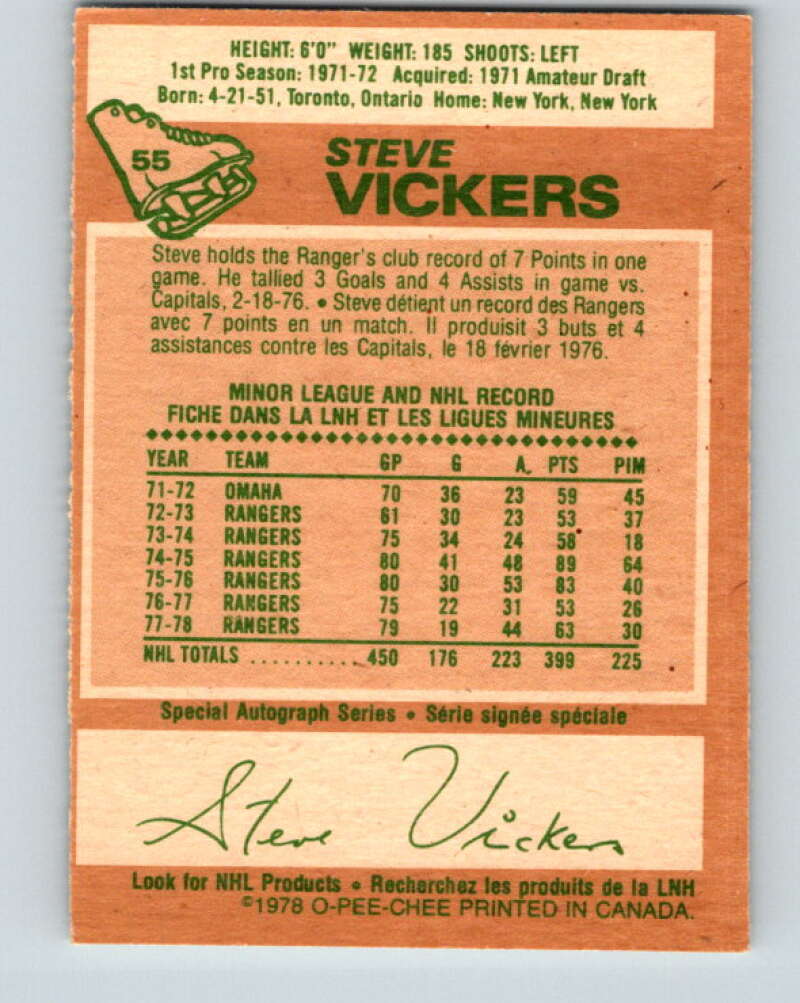 HEIGHT: 6'0" WEIGHT: 185 SHOOTS: LEFT
1st Pro Season: 1971-72 Acquired: 1971 Amateur Draft
Born: 4-21-51, Toronto, Ontario Home: New York, New York
55
STEVE
VICKERS
Steve holds the Ranger's club record of 7 Points in one
game. He tallied 3 Goals and 4 Assists in game vs.
Capitals, 2-18-76. • Steve détient un record des Rangers
avec 7 points en un match. Il produisit 3 buts et 4
assistances contre les Capitals, le 18 février 1976.
MINOR LEAGUE AND NHL RECORD
FICHE DANS LA LNH ET LES LIGUES MINEURES
YEAR TEAM GP G A. PTS PIM
71-72 OMAHA 70 36 23 59 45
72-73 RANGERS 61 30 23 53 37
73-74 RANGERS 75 34 24 58 18
74-75 RANGERS 80 41 48 89 64
75-76 RANGERS 80 30 53 83 40
76-77 RANGERS 75 22 31 53 26
77-78 RANGERS 79 19 44 63 30
NHL TOTALS .......... 450 176 223 399 225
Special Autograph Series • Série signée spéciale
Steve Vickers
Look for NHL Products • Recherchez les produits de la LNH
©1978 O-PEE-CHEE PRINTED IN CANADA.